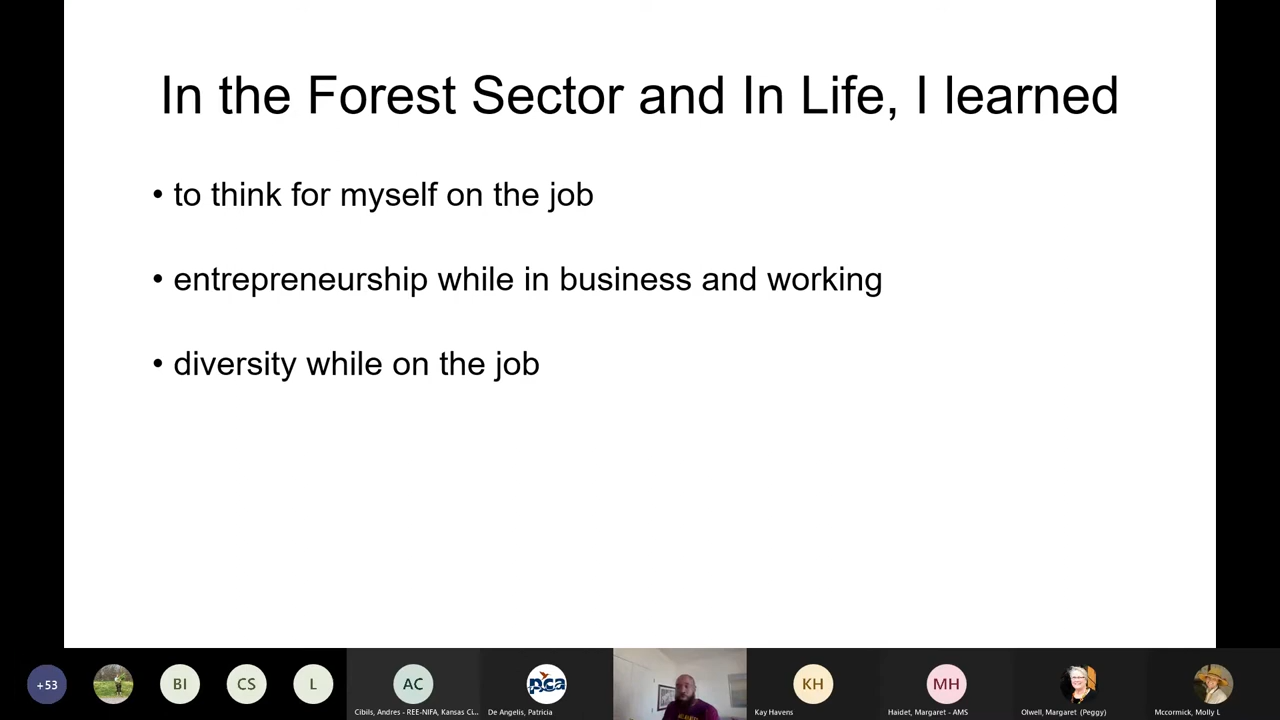 In the Forest Sector and In Life, I learned
• to think for myself on the job
• entrepreneurship while in business and working
• diversity while on the job
+53
BI
CS
L
AC
Cibils, Andres - REE-NIFA, Kansas Ci...
pca
De Angelis, Patricia
KH
Kay Havens
MH
Haidet, Margaret - AMS
Olwell, Margaret (Peggy)
Mccormick, Molly L